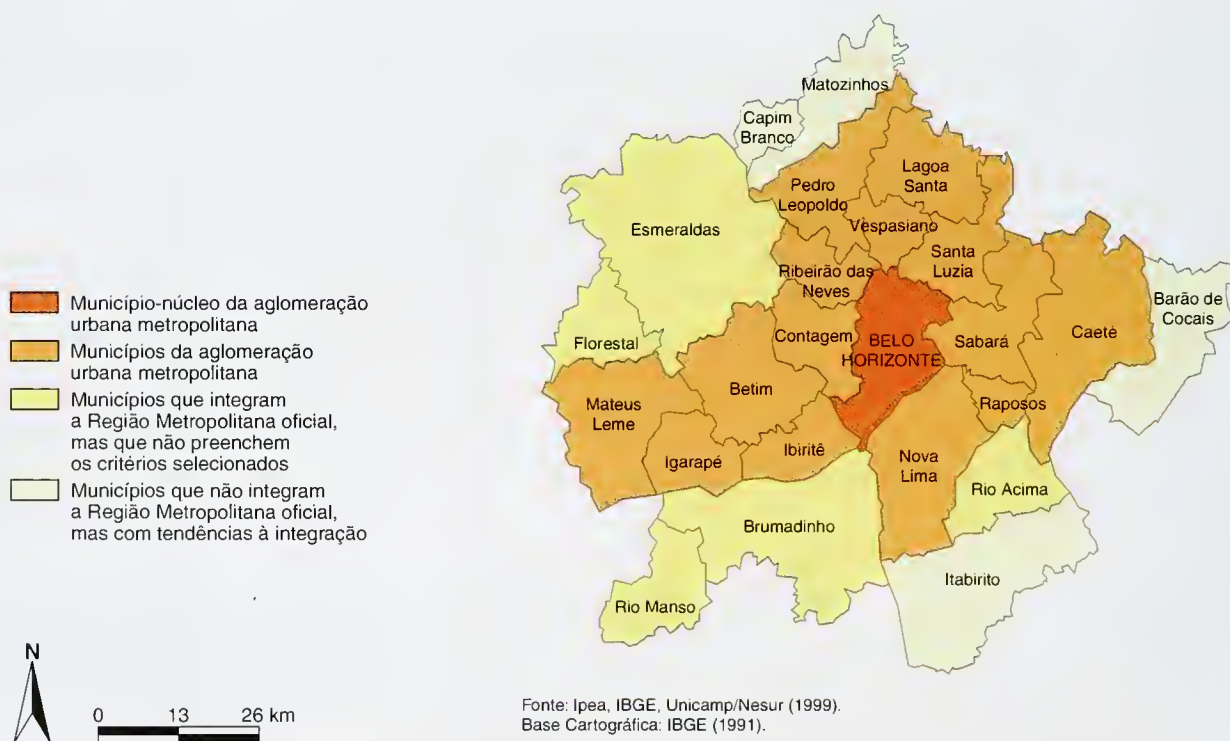 Matozinhos
Capim
Branco
Lagoa
Santa
Pedro
Leopoldo
Esmeraldas
Vespasiano
Santa
Luzia
Ribeirão das
Neves
Barão de
Cocais
Florestal
Contagem
BELO
HORIZONTE
Sabará
Caetè
Betim
Mateus
Leme
Raposos
Igarapé
Ibiritê
Nova
Lima
Rio Acima
Brumadinho
Itabirito
Rio Manso
Município-núcleo da aglomeração
urbana metropolitana
Municípios da aglomeração
urbana metropolitana
Municípios que integram
a Região Metropolitana oficial,
mas que não preenchem
os critérios selecionados
Municípios que não integram
a Região Metropolitana oficial,
mas com tendências à integração
N
0 13 26 km
Fonte: Ipea, IBGE, Unicamp/Nesur (1999).
Base Cartográfica: IBGE (1991).